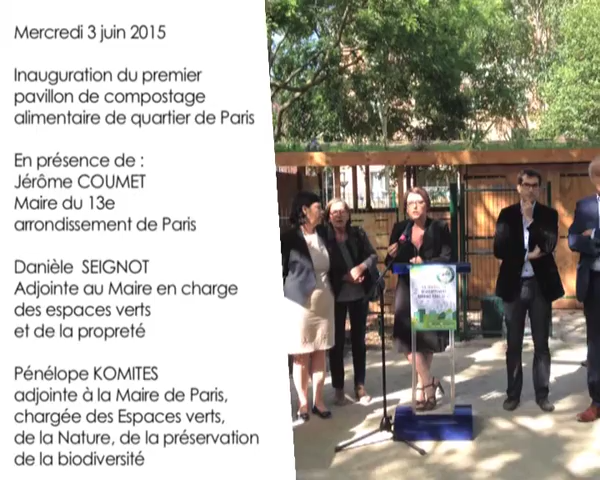 Mercredi 3 juin 2015
Inauguration du premier
pavillon de compostage
alimentaire de quartier de Paris
En présence de :
Jérôme COUMET
Maire du 13e
arrondissement de Paris
Danièle SEIGNOT
Adjointe au Maire en charge
des espaces verts
et de la propreté
Pénélope KOMITES
adjointe à la Maire de Paris,
chargée des Espaces verts,
de la Nature, de la préservation
de la biodiversité